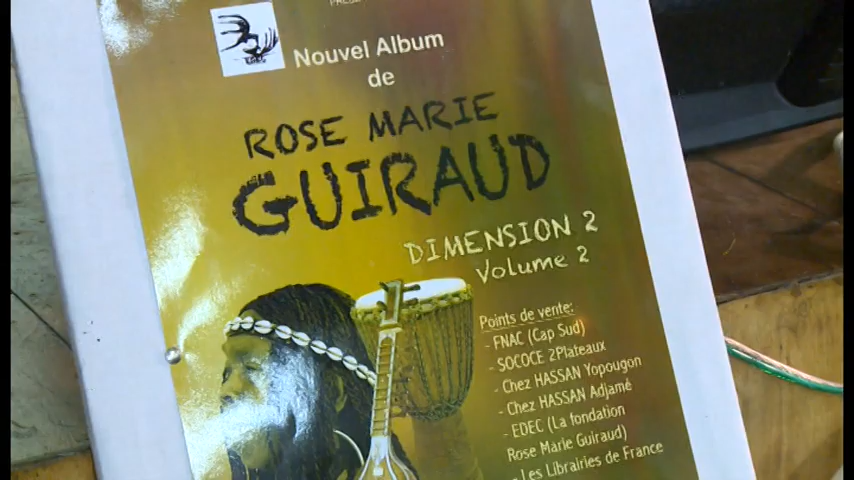 Nouvel Album
de
ROSE MARIE
GUIRAUD
DIMENSION 2
Volume 2
Points de vente:
- FNAC (Cap Sud)
- SOCOCE 2Plateaux
- Chez HASSAN Yopougon
- Chez HASSAN Adjamé
- EDEC (La fondation
Rose Marie Guiraud)
- Les Librairies de France